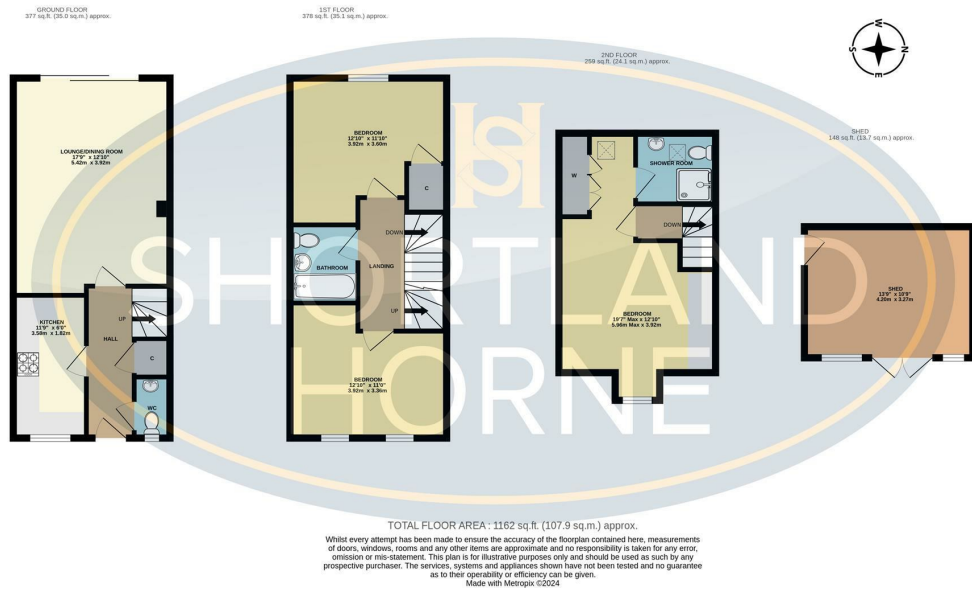 GROUND FLOOR
377 sq.ft. (35.0 sq.m.) approx.
LOUNGE/DINING ROOM
17'9" x 12'10"
5.42m x 3.92m
KITCHEN
11'9" x 6'0"
3.58m x 1.82m
UP
HALL
C
WC
1ST FLOOR
378 sq.ft. (35.1 sq.m.) approx.
BEDROOM
12'10" x 11'10"
3.92m x 3.60m
C
DOWN
BATHROOM
LANDING
UP
BEDROOM
12'10" x 11'0"
3.92m x 3.36m
2ND FLOOR
259 sq.ft. (24.1 sq.m.) approx.
W
SHOWER ROOM
DOWN
BEDROOM
19'7" Max x 12'10"
5.96m Max x 3.92m
W
N
S
E
SHED
148 sq.ft. (13.7 sq.m.) approx.
SHED
13'9" x 10'9"
4.20m x 3.27m
SH
SHORTLAND
HORNE
TOTAL FLOOR AREA : 1162 sq.ft. (107.9 sq.m.) approx.
Whilst every attempt has been made to ensure the accuracy of the floorplan contained here, measurements
of doors, windows, rooms and any other items are approximate and no responsibility is taken for any error,
omission or mis-statement. This plan is for illustrative purposes only and should be used as such by any
prospective purchaser. The services, systems and appliances shown have not been tested and no guarantee
as to their operability or efficiency can be given.
Made with Metropix ©2024